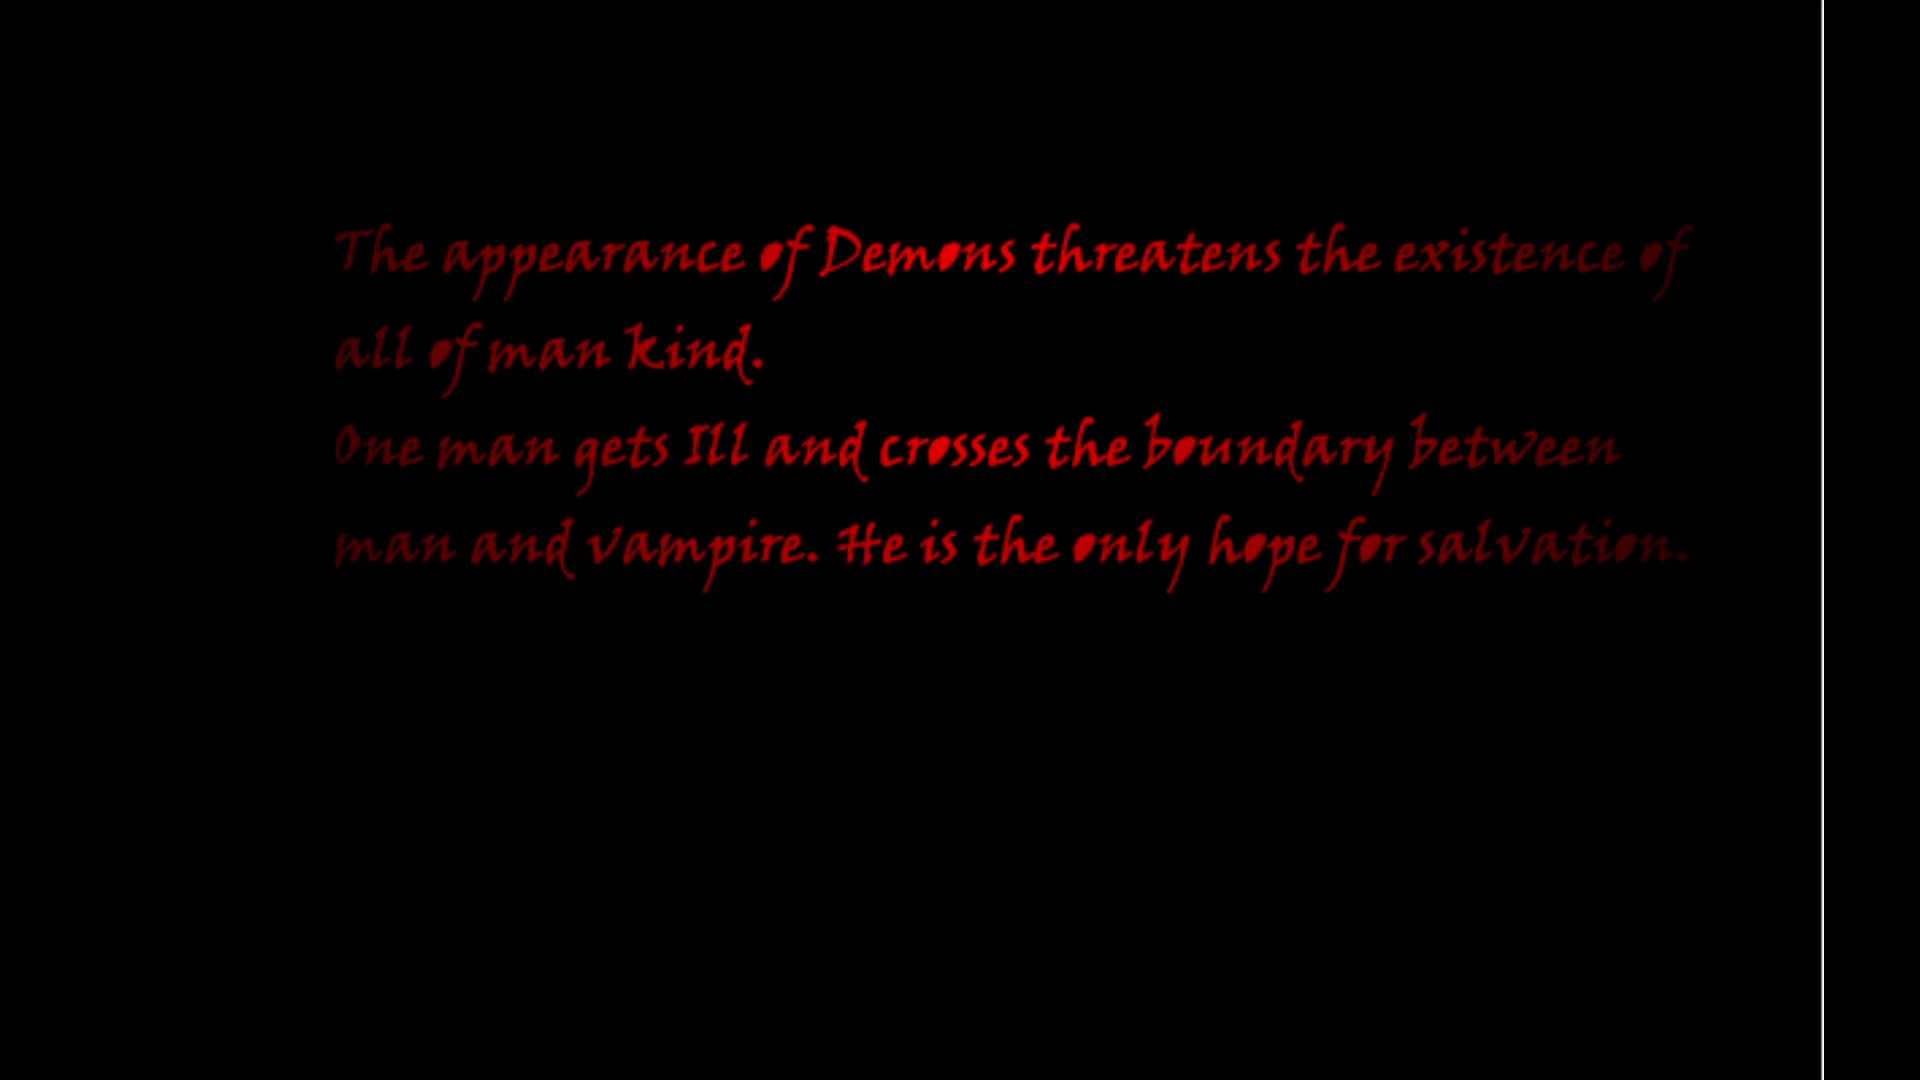 The appearance of Demons threatens the existence of
all of man kind.
One man gets Ill and crosses the boundary between
man and vampire. He is the only hope for salvation.